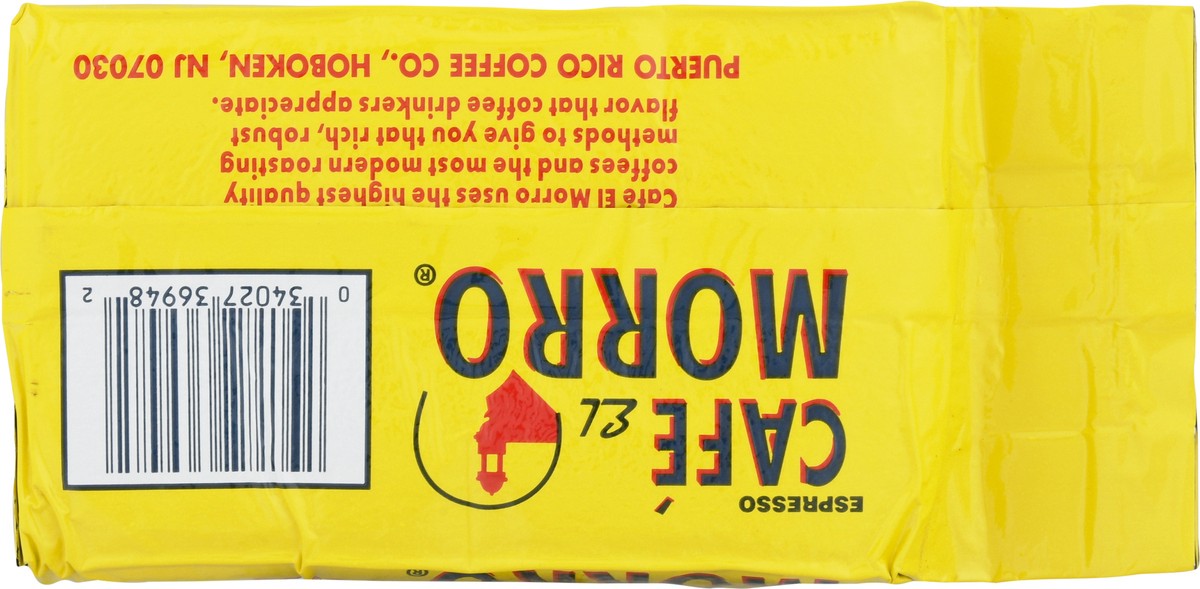 ESPRESSO
CAFÉ El
MORRO®
0 34027 36948 2
Café El Morro uses the highest quality
coffees and the most modern roasting
methods to give you that rich, robust
flavor that coffee drinkers appreciate.
PUERTO RICO COFFEE CO., HOBOKEN, NJ 07030
MORRO®